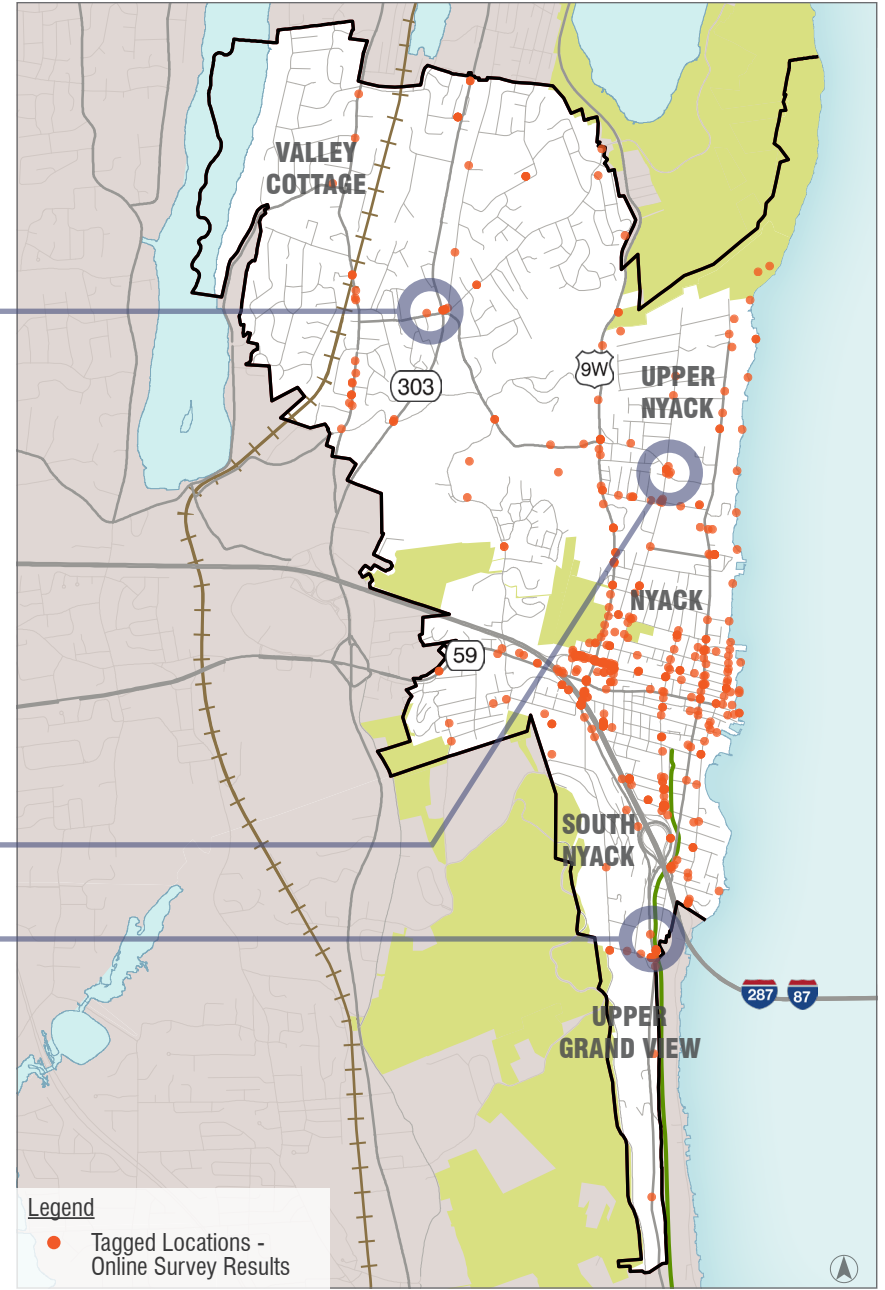 VALLEY
COTTAGE
9W
UPPER
NYACK
303
NYACK
59
SOUTH
NYACK
287
87
UPPER
GRAND VIEW
Legend
Tagged Locations -
Online Survey Results